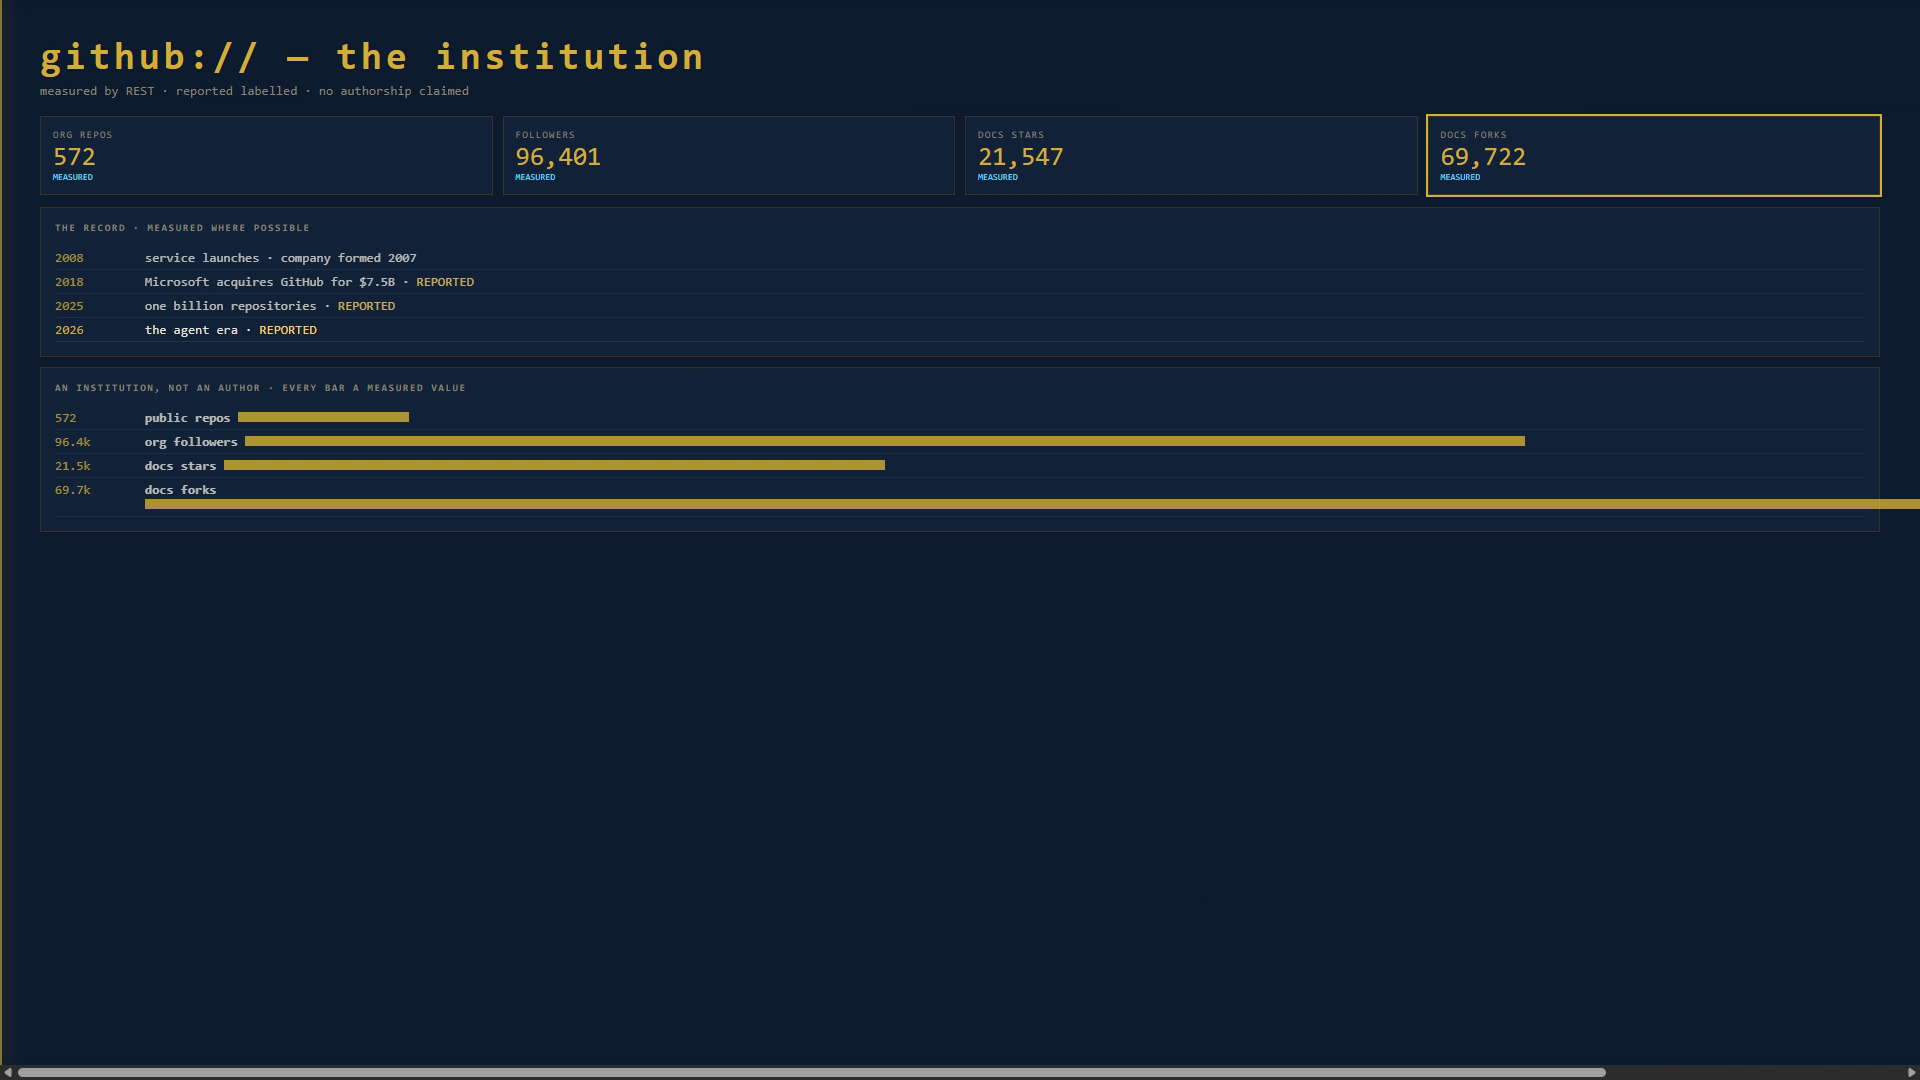 github:// — the institution
measured by REST · reported labelled · no authorship claimed
ORG REPOS
572
MEASURED
FOLLOWERS
96,401
MEASURED
DOCS STARS
21,547
MEASURED
DOCS FORKS
69,722
MEASURED
THE RECORD · MEASURED WHERE POSSIBLE
2008 service launches · company formed 2007
2018 Microsoft acquires GitHub for $7.5B · REPORTED
2025 one billion repositories · REPORTED
2026 the agent era · REPORTED
AN INSTITUTION, NOT AN AUTHOR · EVERY BAR A MEASURED VALUE
572 public repos
96.4k org followers
21.5k docs stars
69.7k docs forks